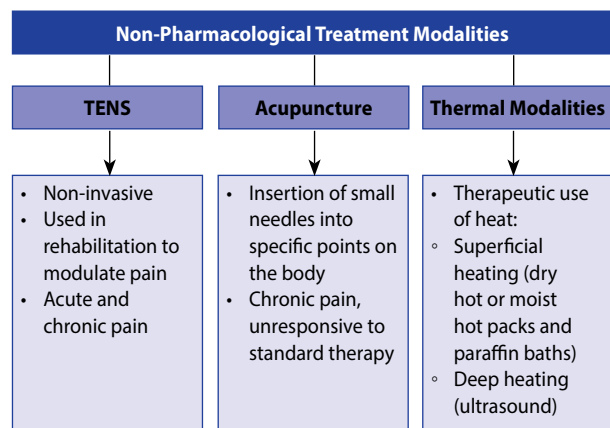 Non-Pharmacological Treatment Modalities
TENS
• Non-invasive
• Used in
rehabilitation to
modulate pain
• Acute and
chronic pain
Acupuncture
• Insertion of small
needles into
specific points on
the body
• Chronic pain,
unresponsive to
standard therapy
Thermal Modalities
• Therapeutic use
of heat:
◦ Superficial
heating (dry
hot or moist
hot packs and
paraffin baths)
◦ Deep heating
(ultrasound)